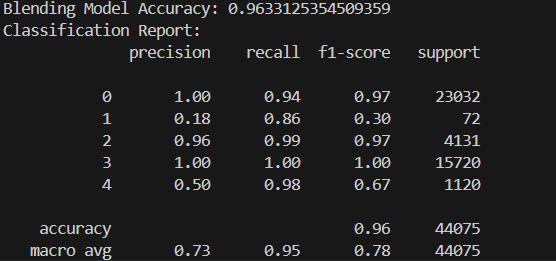 Blending Model Accuracy: 0.9633125354509359
Classification Report:
precision recall f1-score support
0 1.00 0.94 0.97 23032
1 0.18 0.86 0.30 72
2 0.96 0.99 0.97 4131
3 1.00 1.00 1.00 15720
4 0.50 0.98 0.67 1120
accuracy 0.96 44075
macro avg 0.73 0.95 0.78 44075